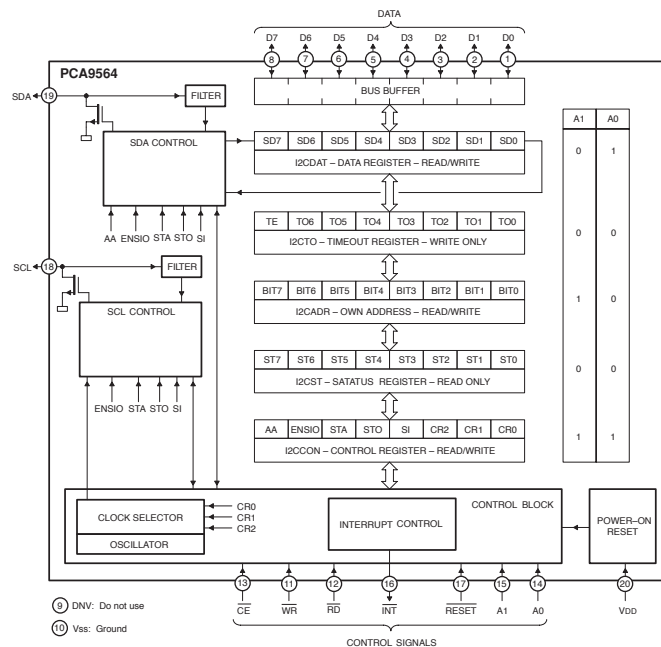 DATA
D7 D6 D5 D4 D3 D2 D1 D0
8 7 6 5 4 3 2 1
PCA9564
BUS BUFFER
SDA 19 FILTER
A1 A0
SDA CONTROL
SD7 SD6 SD5 SD4 SD3 SD2 SD1 SD0
I2CDAT – DATA REGISTER – READ/WRITE
0 1
AA ENSIO STA STO SI
TE TO6 TO5 TO4 TO3 TO2 TO1 TO0
I2CTO – TIMEOUT REGISTER – WRITE ONLY
0 0
SCL 18 FILTER
SCL CONTROL
BIT7 BIT6 BIT5 BIT4 BIT3 BIT2 BIT1 BIT0
I2CADR – OWN ADDRESS – READ/WRITE
1 0
ST7 ST6 ST5 ST4 ST3 ST2 ST1 ST0
I2CST – SATATUS REGISTER – READ ONLY
0 0
ENSIO STA STO SI
AA ENSIO STA STO SI CR2 CR1 CR0
I2CCON – CONTROL REGISTER – READ/WRITE
1 1
CLOCK SELECTOR
OSCILLATOR
CR0
CR1
CR2
INTERRUPT CONTROL
CONTROL BLOCK
POWER–ON
RESET
13 11 12 16 17 15 14 20
CE WR RD INT RESET A1 A0 VDD
9 DNV: Do not use
10 Vss: Ground
CONTROL SIGNALS